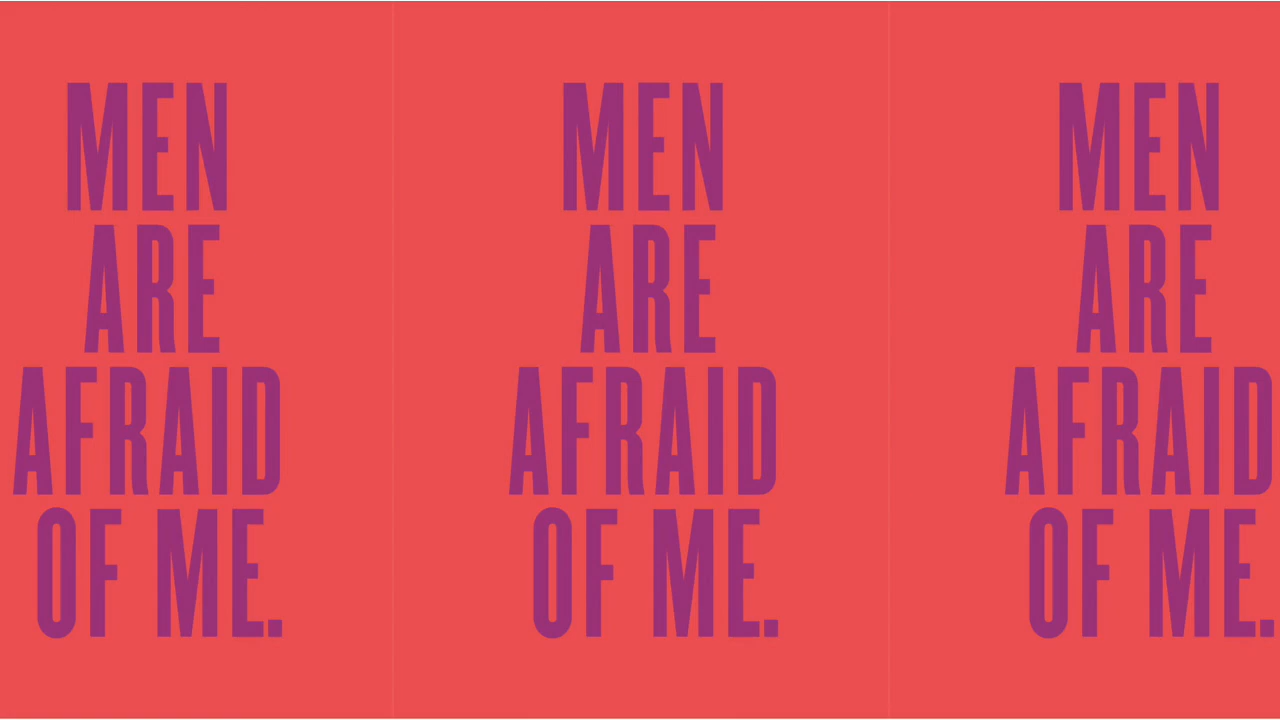 MEN
ARE
AFRAID
OF ME.
MEN
ARE
AFRAID
OF ME.
MEN
ARE
AFRAID
OF ME.